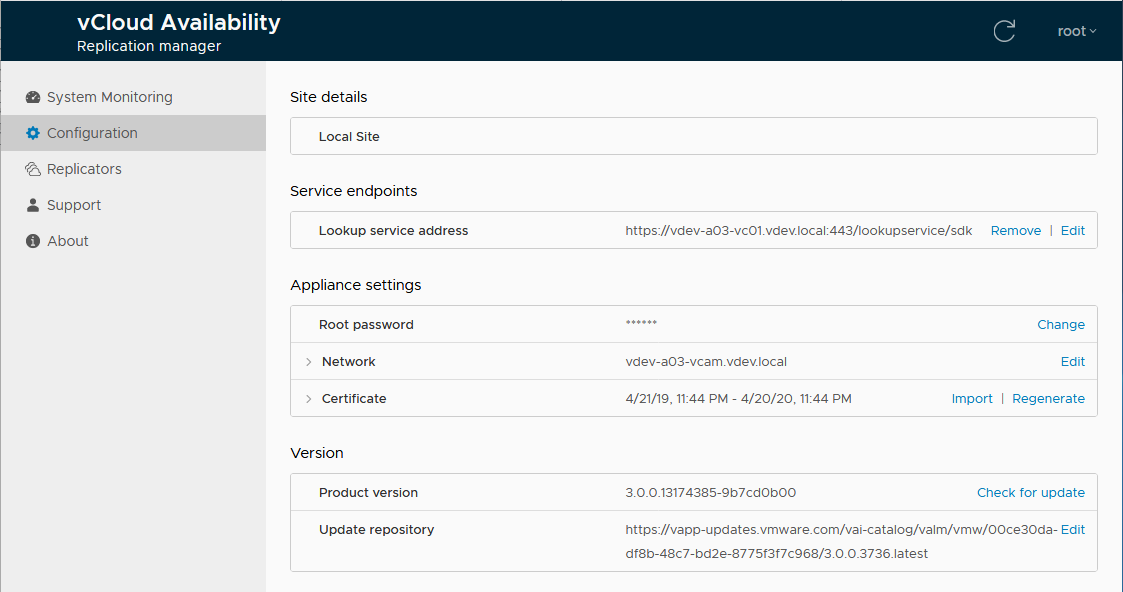 vCloud Availability
Replication manager
root
System Monitoring
Configuration
Replicators
Support
About
Site details
Local Site
Service endpoints
Lookup service address https://vdev-a03-vc01.vdev.local:443/lookupservice/sdk Remove | Edit
Appliance settings
Root password ****** Change
Network vdev-a03-vcam.vdev.local Edit
Certificate 4/21/19, 11:44 PM - 4/20/20, 11:44 PM Import | Regenerate
Version
Product version 3.0.0.13174385-9b7cd0b00 Check for update
Update repository https://vapp-updates.vmware.com/vai-catalog/valm/vmw/00ce30da- Edit
df8b-48c7-bd2e-8775f3f7c968/3.0.0.3736.latest